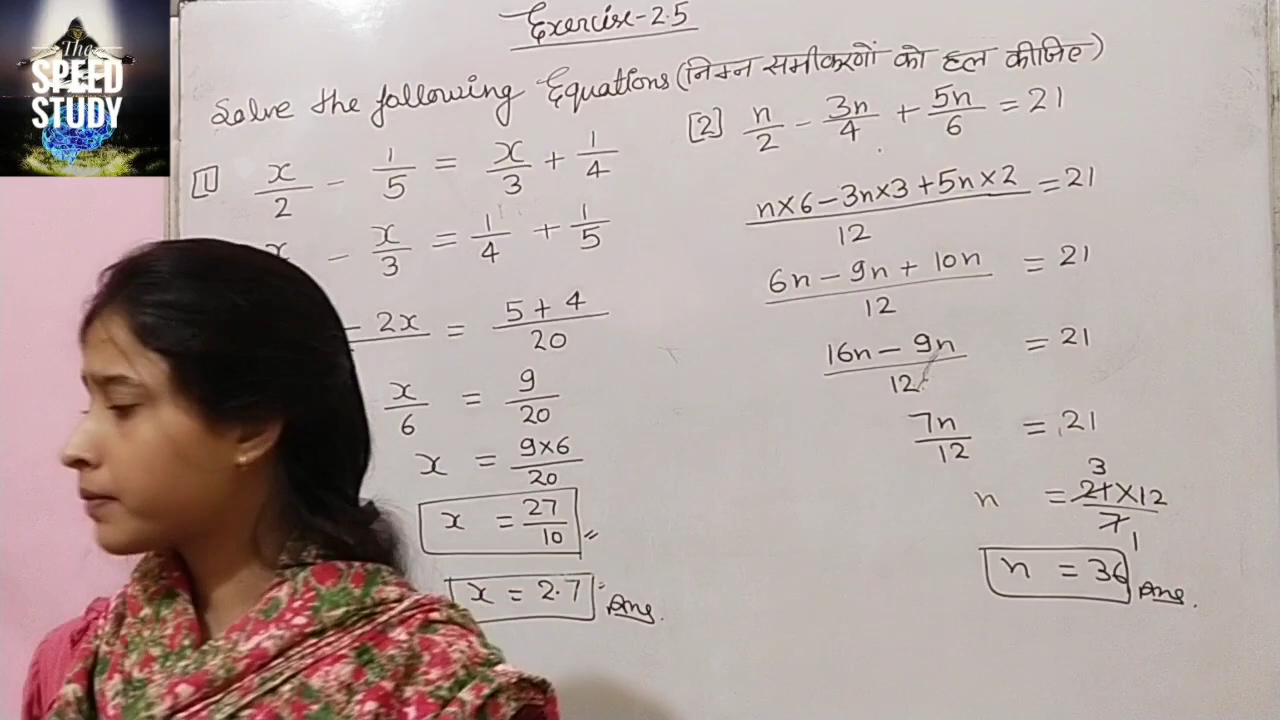 The
SPEED
STUDY
Exercise-2.5
Solve the following Equations (निम्न समीकरणों को हल कीजिए)
[1] x/2 - 1/5 = x/3 + 1/4
x - x/3 = 1/4 + 1/5
- 2x = 5+4/20
x/6 = 9/20
x = 9×6/20
x = 27/10
x = 2.7 Ans.
[2] n/2 - 3n/4 + 5n/6 = 21
n×6-3n×3+5n×2/12 = 21
6n-9n+10n/12 = 21
16n-9n/12 = 21
7n/12 = 21
3
n = 21×12/7
1
n = 36 Ans.